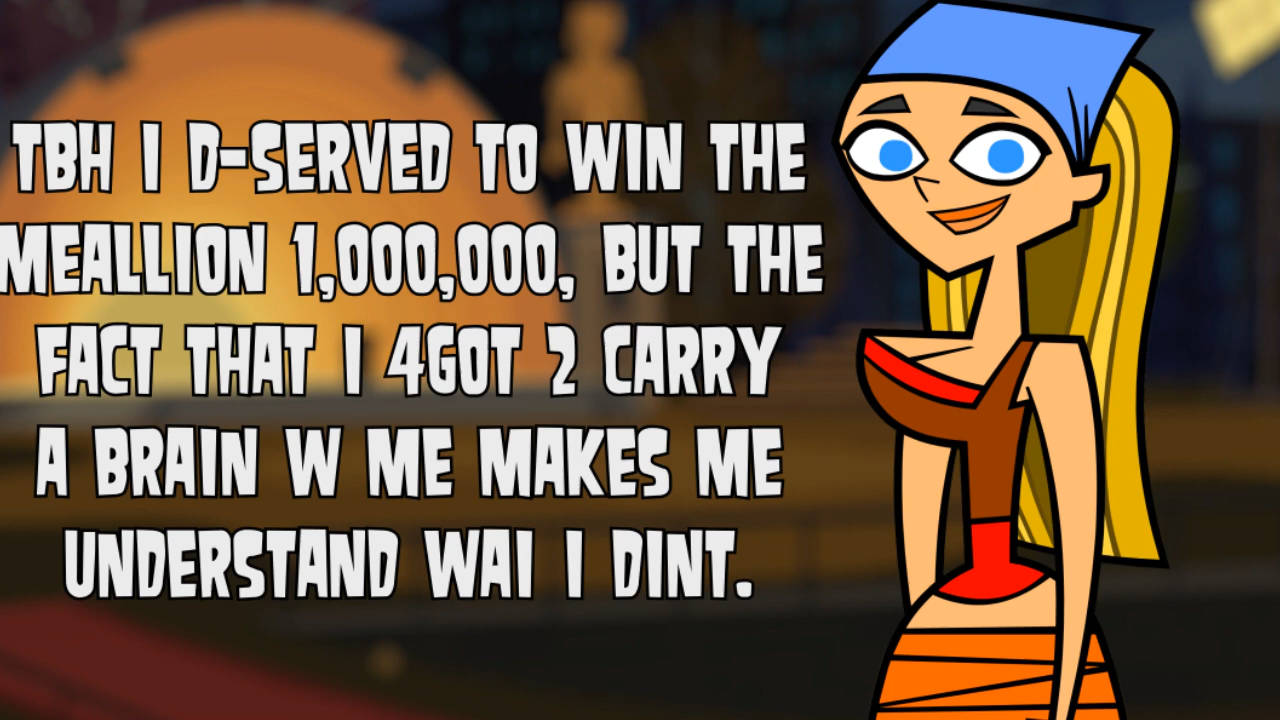 TBH I D-SERVED TO WIN THE
MEALLION 1,000,000, BUT THE
FACT THAT I 4GOT 2 CARRY
A BRAIN W ME MAKES ME
UNDERSTAND WAI I DINT.